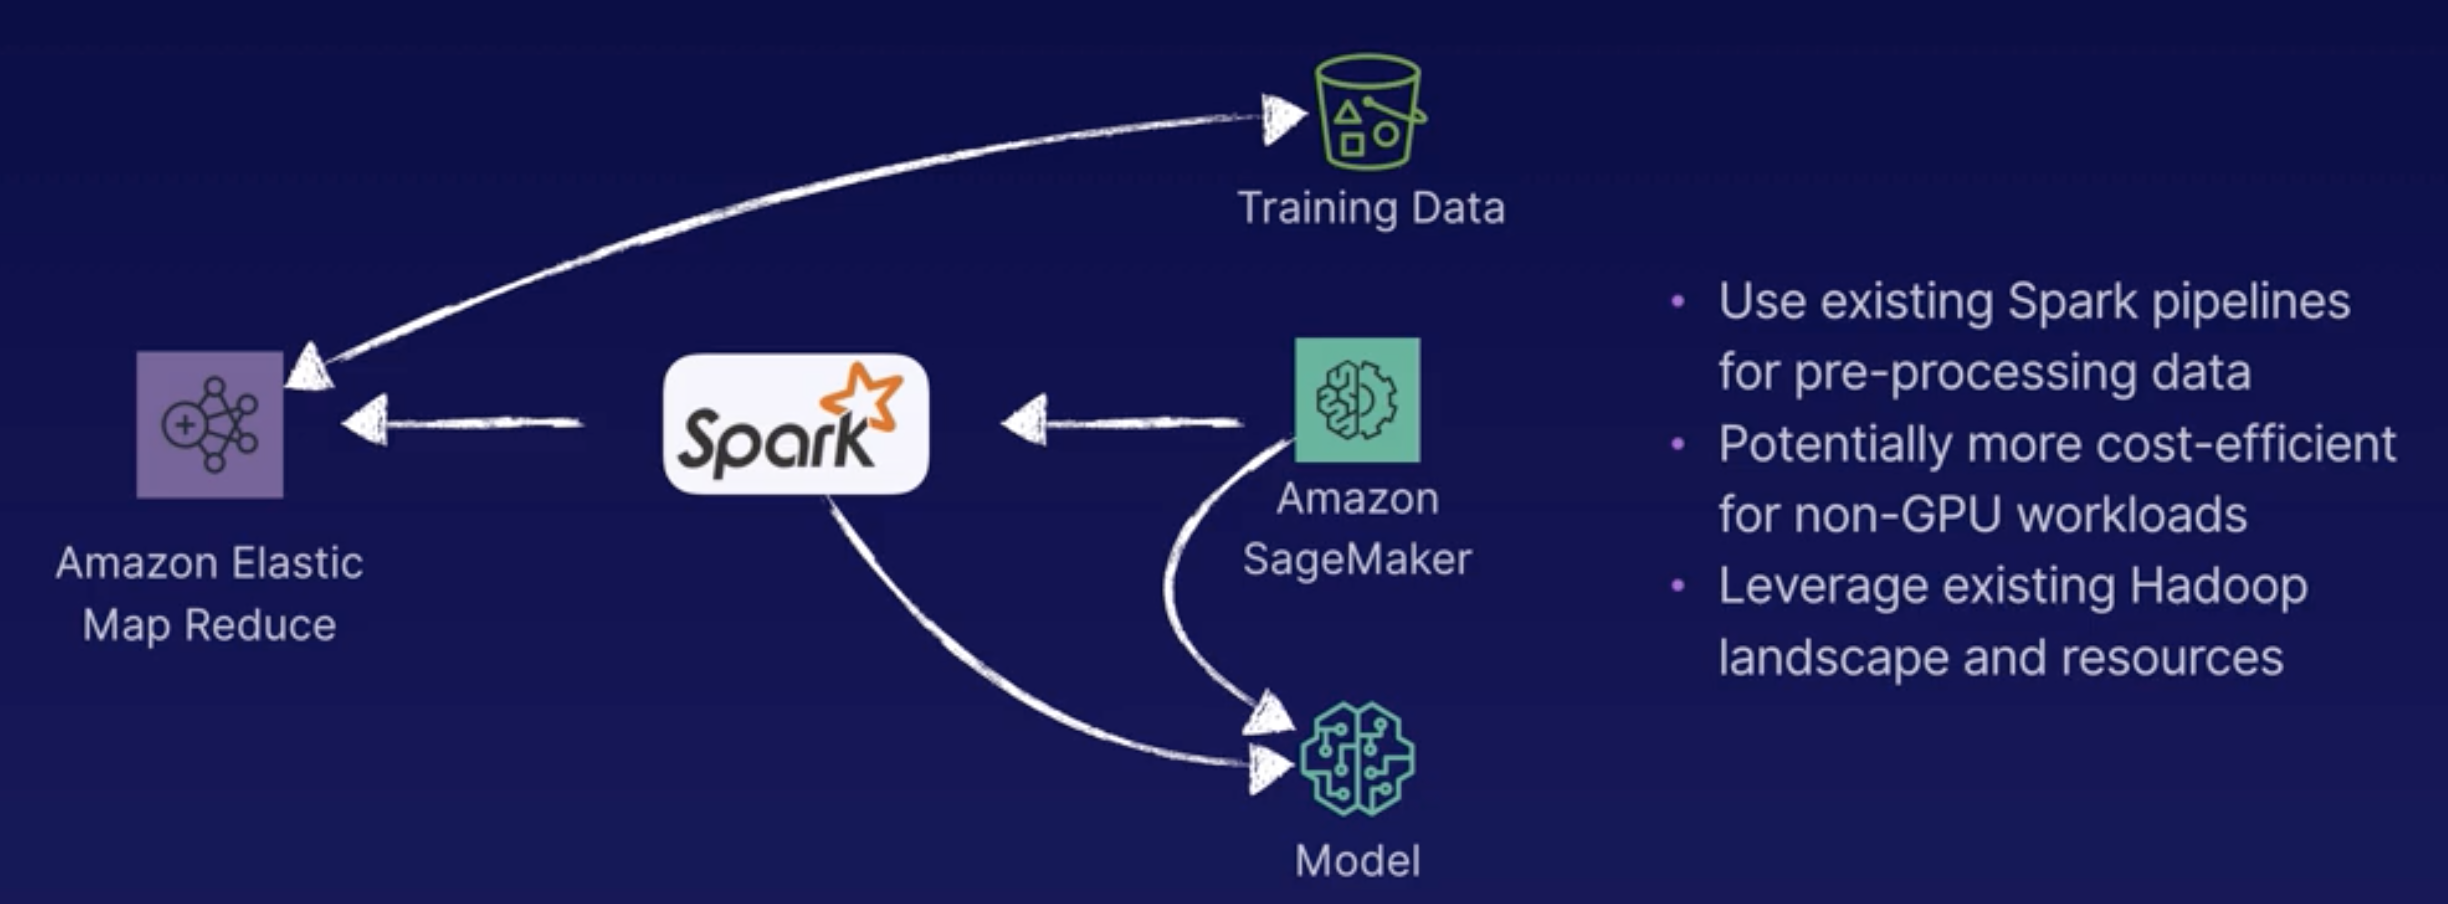 Training Data
Amazon Elastic
Map Reduce
Spark
Amazon
SageMaker
Model
• Use existing Spark pipelines
for pre-processing data
• Potentially more cost-efficient
for non-GPU workloads
• Leverage existing Hadoop
landscape and resources